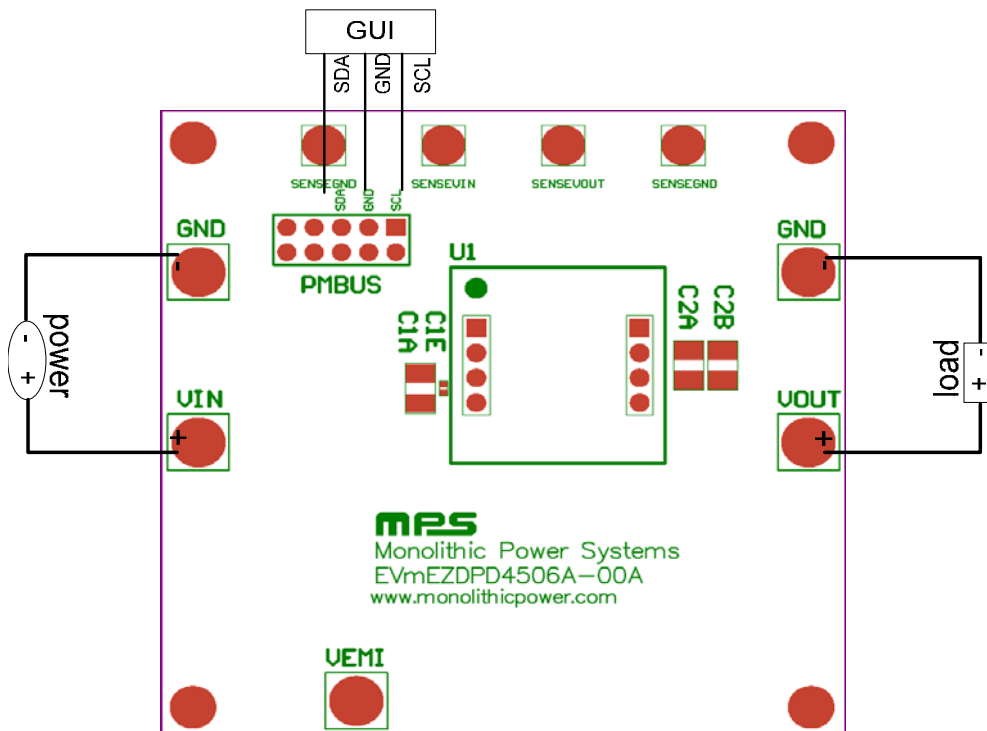 GUI
SDA
GND
SCL
SENSEGND
SENSEVIN
SENSEVOUT
SENSEGND
SDA
GND
SCL
GND
GND
PMBUS
U1
-
-
power
-
+
C1A
C1E
C2A
C2B
load
-
+
VIN
VOUT
+
+
MPS
Monolithic Power Systems
EVmEZDPD4506A-00A
www.monolithicpower.com
VEMI